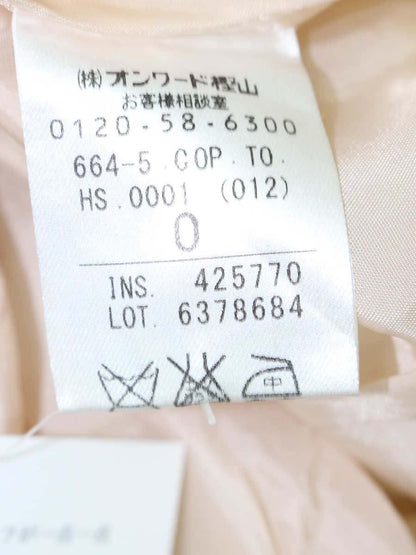 (株)オンワード樫山
お客様相談室
0120-58-6300
664-5.COP.TO.
HS.0001 (012)
0
INS. 425770
LOT. 6378684
中